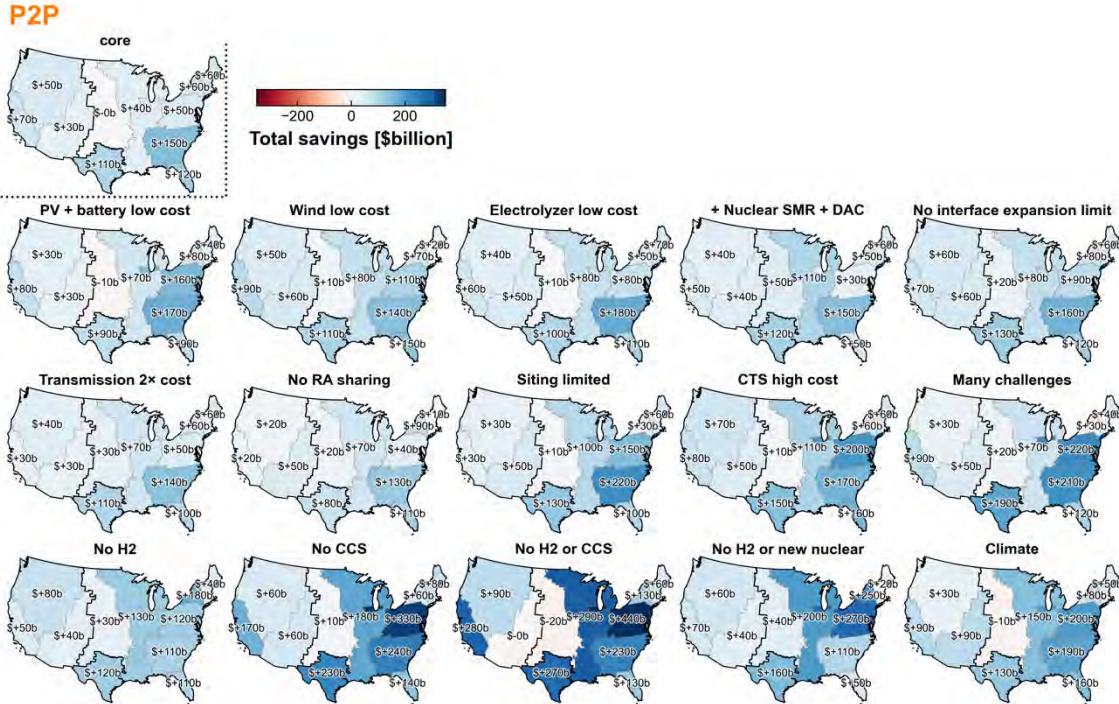 P2P
core
$+50b
$+70b
$+30b
$-0b
$+40b
$+60b
$+60b
$+50b
$+150b
$+110b
$+120b
−200 0 200
Total savings [$billion]
PV + battery low cost
$+30b
$+80b
$+30b
$-10b
$+70b
$+40b
$+80b
$+160b
$+170b
$+90b
$+90b
Wind low cost
$+50b
$+90b
$+60b
$+10b
$+80b
$+20b
$+70b
$+110b
$+140b
$+110b
$+150b
Electrolyzer low cost
$+40b
$+60b
$+50b
$+10b
$+80b
$+70b
$+50b
$+80b
$+180b
$+100b
$+120b
+ Nuclear SMR + DAC
$+40b
$+50b
$+40b
$+20b
$+110b
$+60b
$+50b
$+30b
$+150b
$+120b
$+50b
No interface expansion limit
$+60b
$+70b
$+60b
$+20b
$+80b
$+60b
$+80b
$+90b
$+160b
$+130b
$+110b
Transmission 2× cost
$+40b
$+30b
$+30b
$+30b
$+70b
$+60b
$+60b
$+50b
$+140b
$+110b
$+100b
No RA sharing
$+20b
$+20b
$+50b
$+20b
$+70b
$+10b
$+90b
$+40b
$+130b
$+80b
$+110b
Siting limited
$+30b
$+30b
$+50b
$+10b
$+100b
$+60b
$+30b
$+150b
$+220b
$+130b
$+100b
CTS high cost
$+70b
$+80b
$+60b
$+10b
$+110b
$+60b
$+60b
$+200b
$+170b
$+150b
$+160b
Many challenges
$+30b
$+90b
$+50b
$+20b
$+70b
$+40b
$+30b
$+220b
$+210b
$+190b
$+120b
No H2
$+80b
$+50b
$+40b
$+30b
$+130b
$+40b
$+180b
$+120b
$+110b
$+120b
$+110b
No CCS
$+60b
$+170b
$+60b
$+10b
$+180b
$+80b
$+60b
$+330b
$+240b
$+230b
$+140b
No H2 or CCS
$+90b
$+280b
$-0b
$-20b
$+290b
$+60b
$+130b
$+440b
$+230b
$+270b
$+130b
No H2 or new nuclear
$+70b
$+70b
$+40b
$+40b
$+200b
$+20b
$+250b
$+270b
$+110b
$+160b
$+50b
Climate
$+30b
$+90b
$+90b
$-10b
$+150b
$+50b
$+80b
$+200b
$+190b
$+130b
$+160b